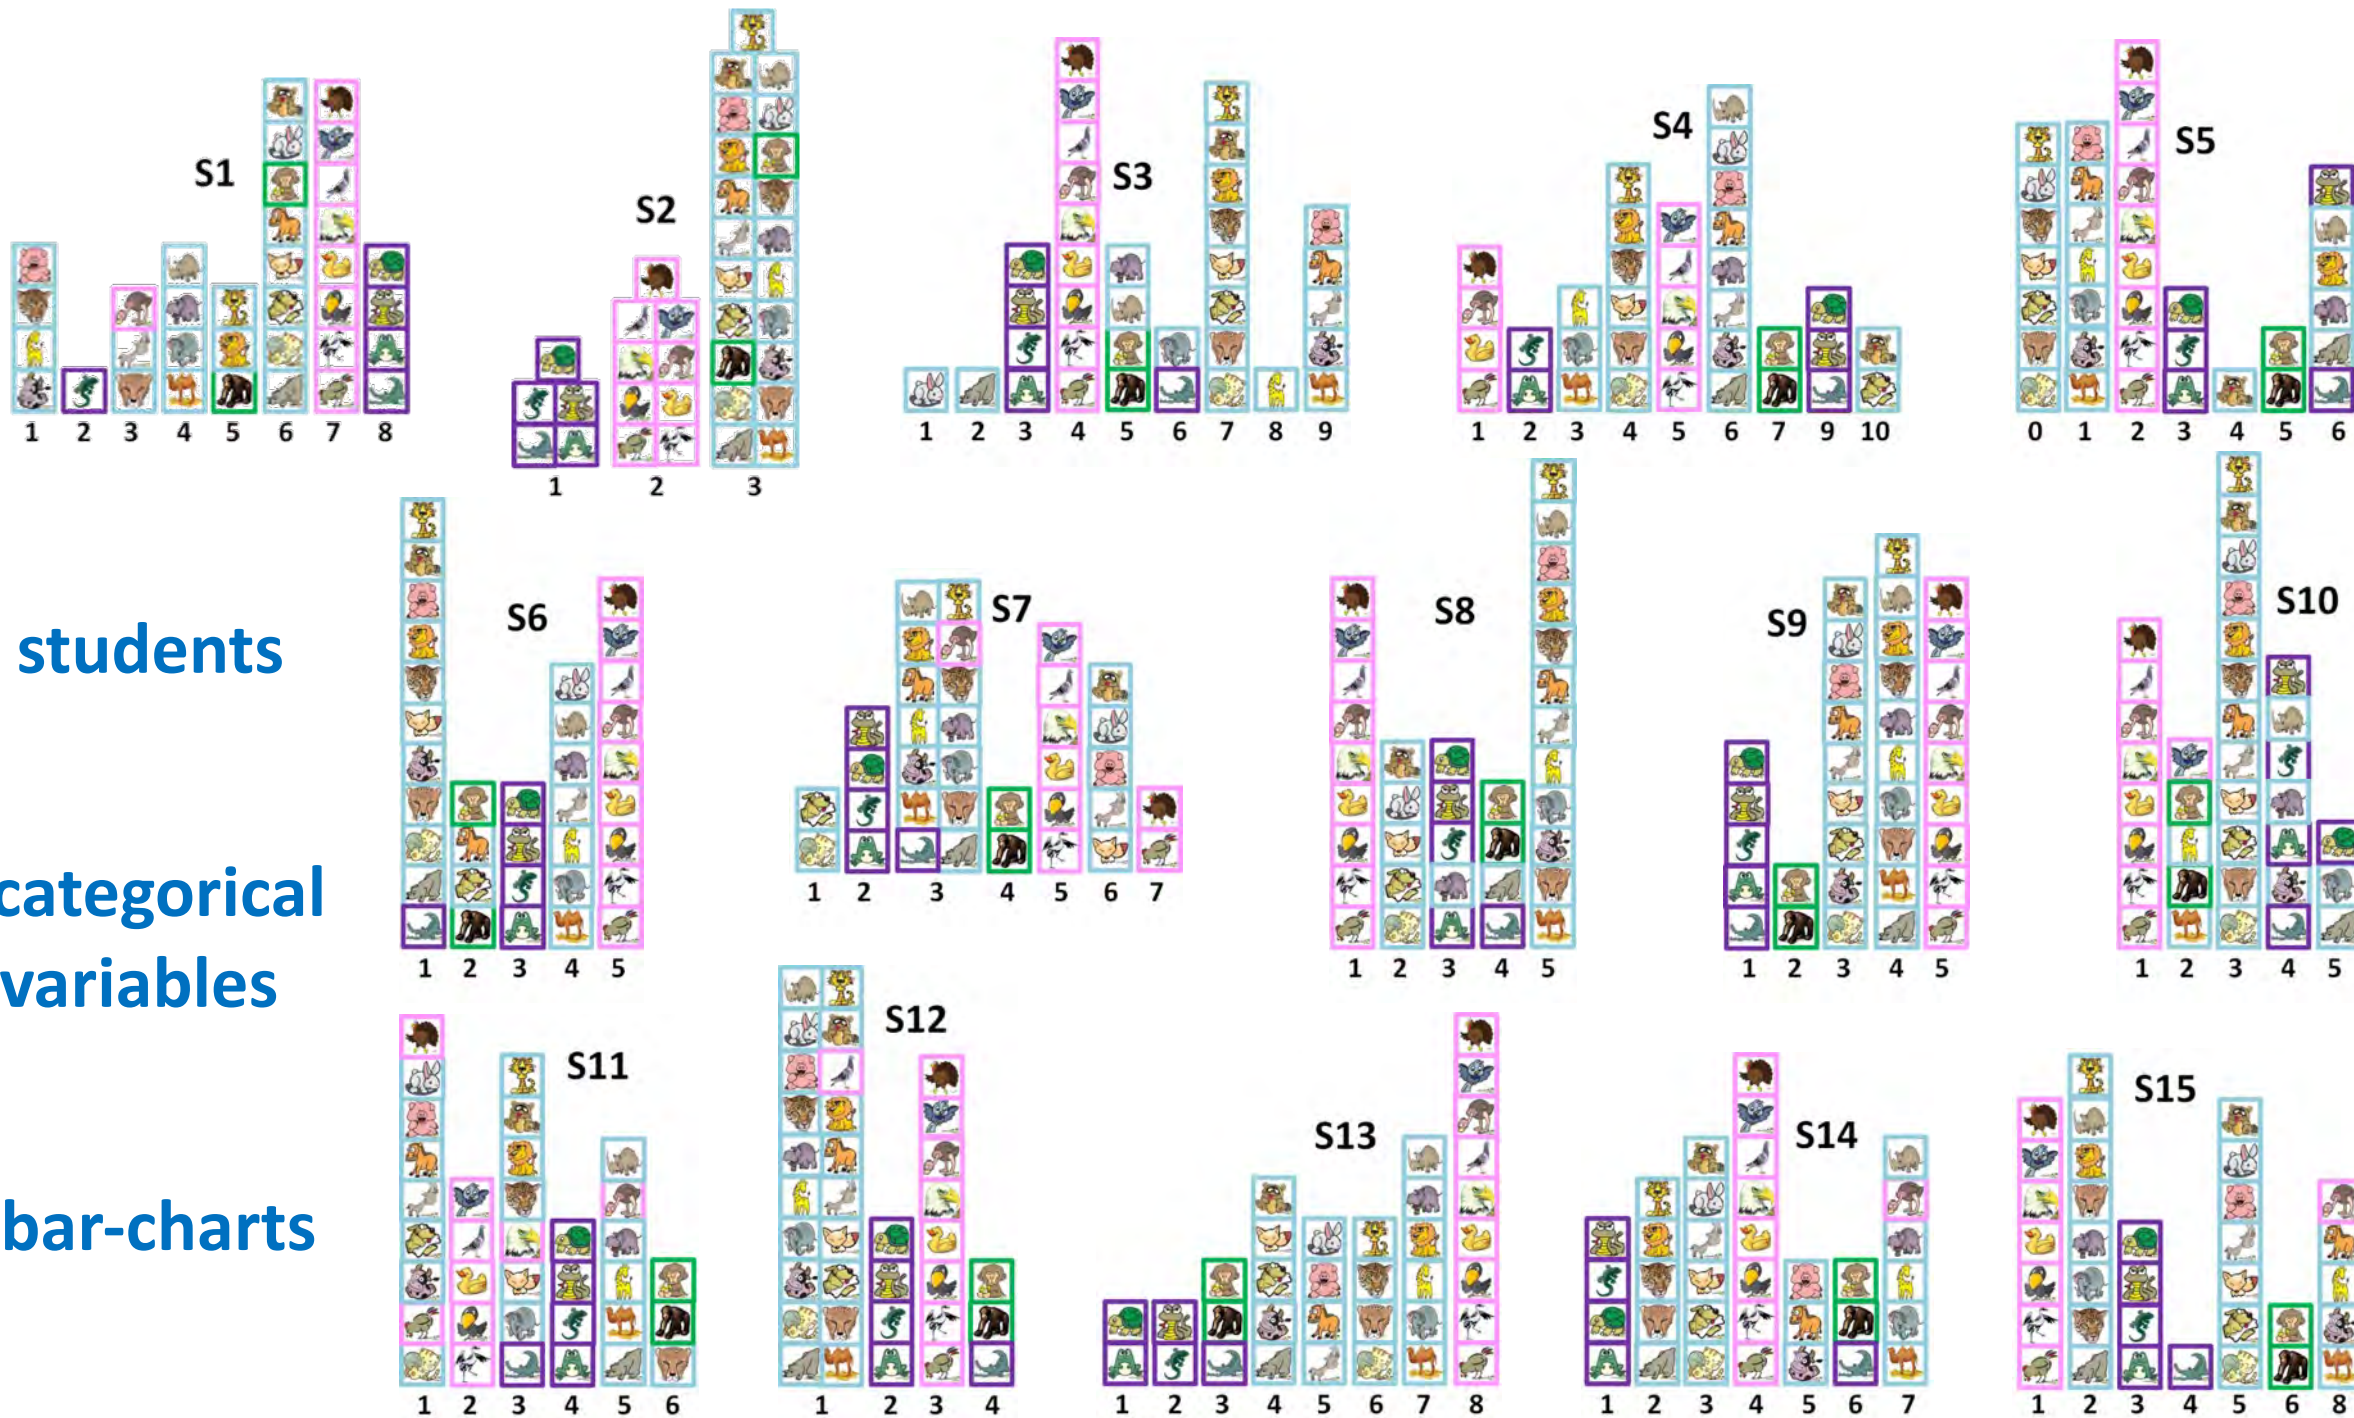 S1
1 2 3 4 5 6 7 8
S2
1 2 3
S3
1 2 3 4 5 6 7 8 9
S4
1 2 3 4 5 6 7 9 10
S5
0 1 2 3 4 5 6
students
categorical
variables
bar-charts
S6
1 2 3 4 5
S7
1 2 3 4 5 6 7
S8
1 2 3 4 5
S9
1 2 3 4 5
S10
1 2 3 4 5
S11
1 2 3 4 5 6
S12
1 2 3 4
S13
1 2 3 4 5 6 7 8
S14
1 2 3 4 5 6 7
S15
1 2 3 4 5 6 8